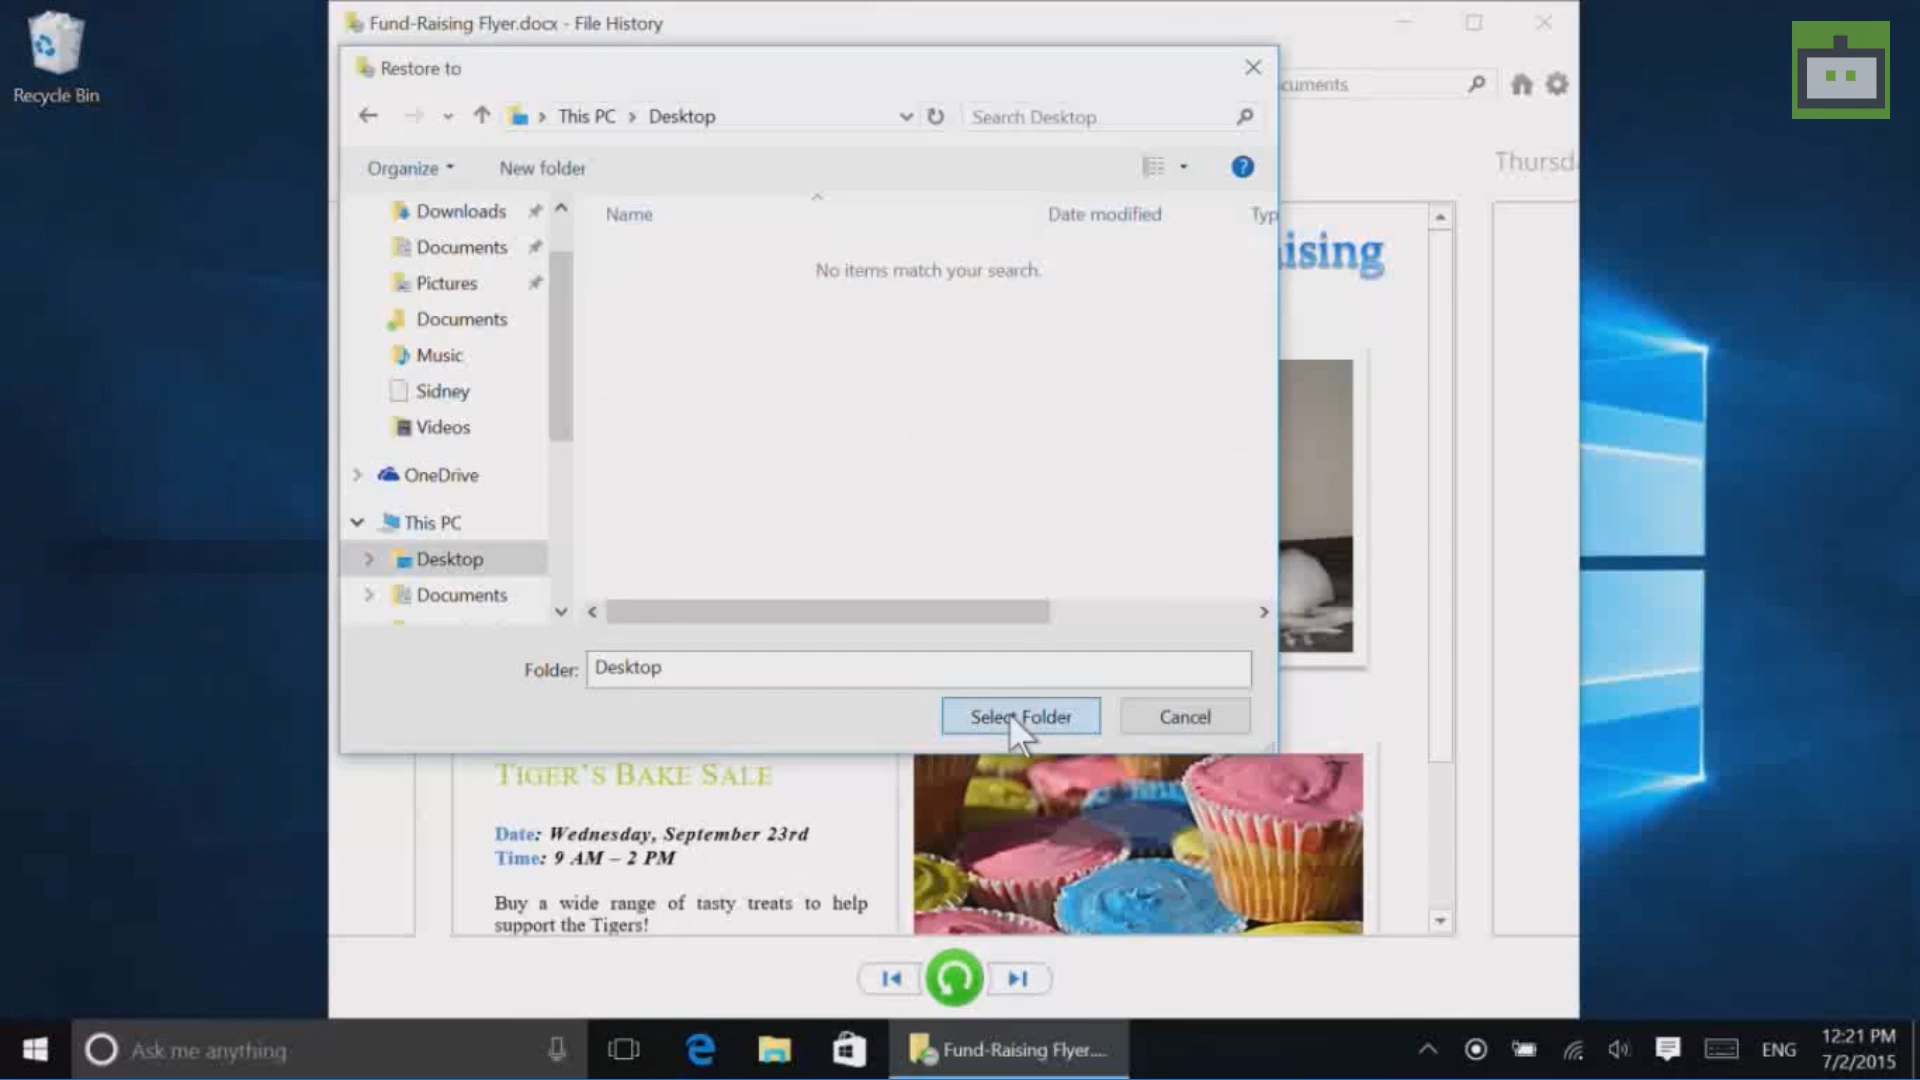 Recycle Bin
Fund-Raising Flyer.docx - File History
Restore to
cuments
This PC > Desktop
Search Desktop
Organize
New folder
Thursd
Downloads
Documents
Pictures
Documents
Music
Sidney
Videos
OneDrive
This PC
Desktop
Documents
Name
Date modified
Typ
No items match your search.
ising
Folder:
Desktop
Select Folder
Cancel
TIGER'S BAKE SALE
Date: Wednesday, September 23rd
Time: 9 AM – 2 PM
Buy a wide range of tasty treats to help
support the Tigers!
Ask me anything
Fund-Raising Flyer....
ENG
12:21 PM
7/2/2015